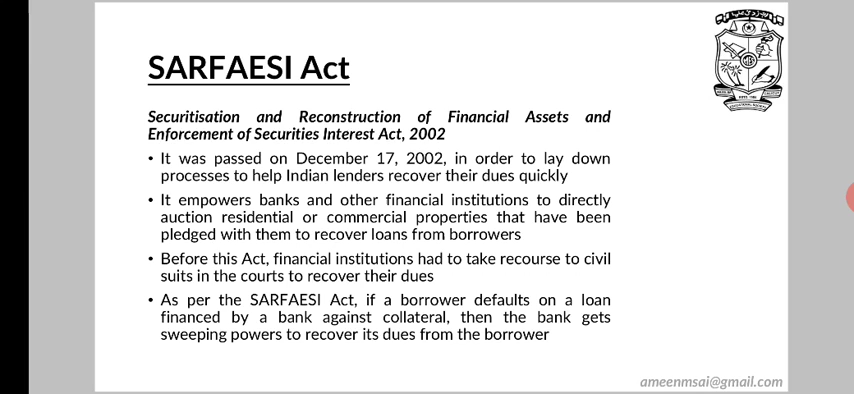 SARFAESI Act
Securitisation and Reconstruction of Financial Assets and
Enforcement of Securities Interest Act, 2002
• It was passed on December 17, 2002, in order to lay down
processes to help Indian lenders recover their dues quickly
• It empowers banks and other financial institutions to directly
auction residential or commercial properties that have been
pledged with them to recover loans from borrowers
• Before this Act, financial institutions had to take recourse to civil
suits in the courts to recover their dues
• As per the SARFAESI Act, if a borrower defaults on a loan
financed by a bank against collateral, then the bank gets
sweeping powers to recover its dues from the borrower
ameenmsai@gmail.com